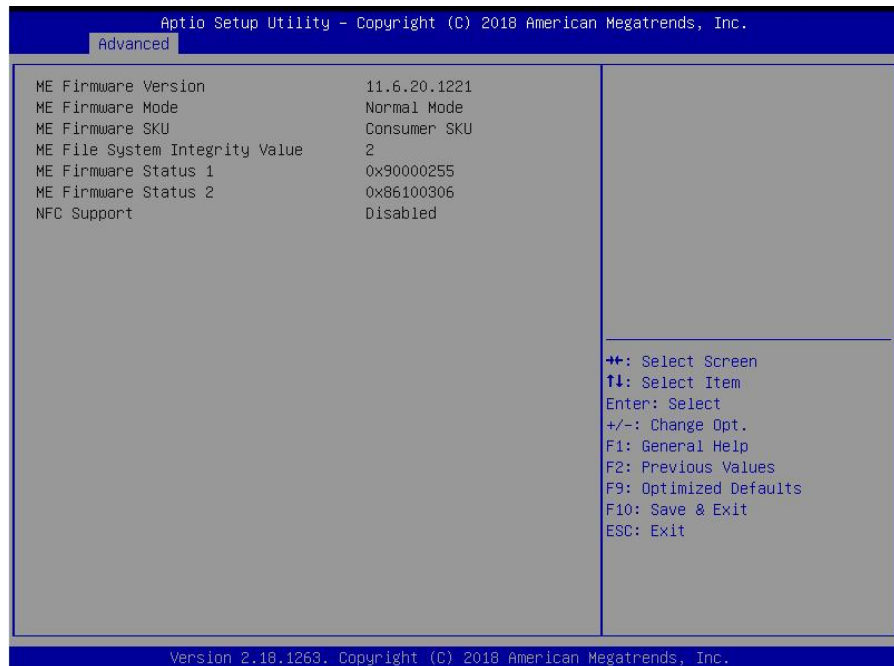 Aptio Setup Utility – Copyright (C) 2018 American Megatrends, Inc.
Advanced
ME Firmware Version 11.6.20.1221
ME Firmware Mode Normal Mode
ME Firmware SKU Consumer SKU
ME File System Integrity Value 2
ME Firmware Status 1 0x90000255
ME Firmware Status 2 0x86100306
NFC Support Disabled
→←: Select Screen
↑↓: Select Item
Enter: Select
+/-: Change Opt.
F1: General Help
F2: Previous Values
F9: Optimized Defaults
F10: Save & Exit
ESC: Exit
Version 2.18.1263. Copyright (C) 2018 American Megatrends, Inc.